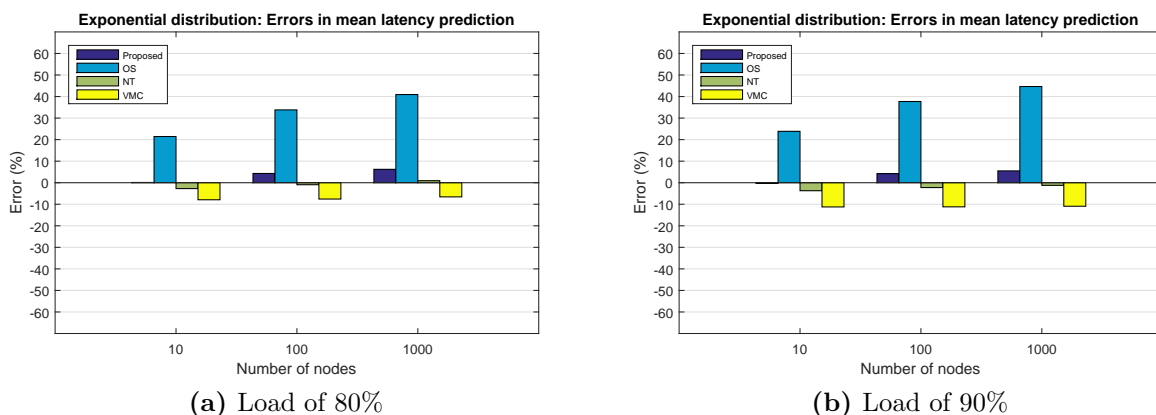 Exponential distribution: Errors in mean latency prediction
Proposed
OS
NT
VMC
60
50
40
30
20
10
0
-10
-20
-30
-40
-50
-60
Error (%)
10 100 1000
Number of nodes
(a) Load of 80%
Exponential distribution: Errors in mean latency prediction
Proposed
OS
NT
VMC
60
50
40
30
20
10
0
-10
-20
-30
-40
-50
-60
Error (%)
10 100 1000
Number of nodes
(b) Load of 90%